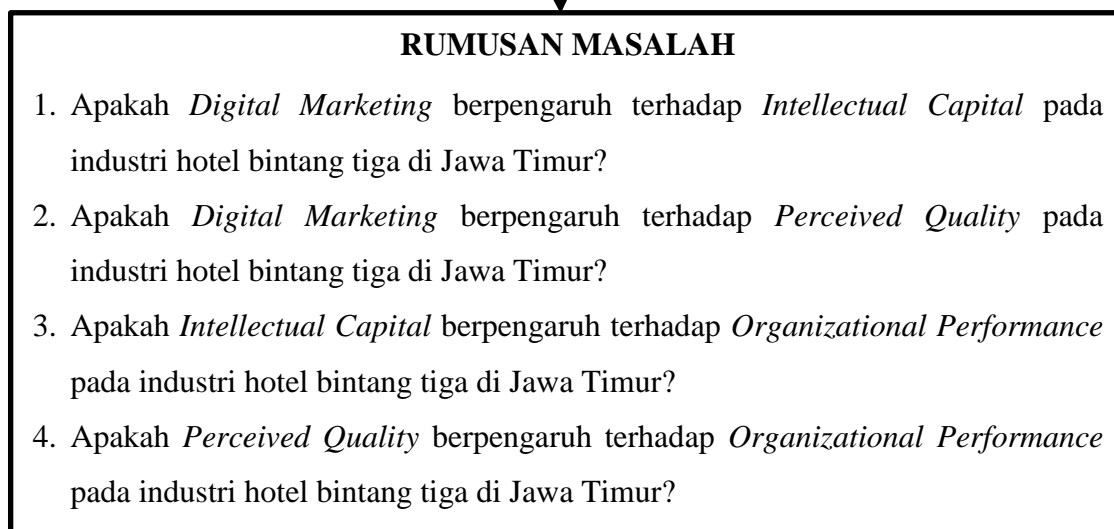 RUMUSAN MASALAH
1. Apakah Digital Marketing berpengaruh terhadap Intellectual Capital pada
industri hotel bintang tiga di Jawa Timur?
2. Apakah Digital Marketing berpengaruh terhadap Perceived Quality pada
industri hotel bintang tiga di Jawa Timur?
3. Apakah Intellectual Capital berpengaruh terhadap Organizational Performance
pada industri hotel bintang tiga di Jawa Timur?
4. Apakah Perceived Quality berpengaruh terhadap Organizational Performance
pada industri hotel bintang tiga di Jawa Timur?